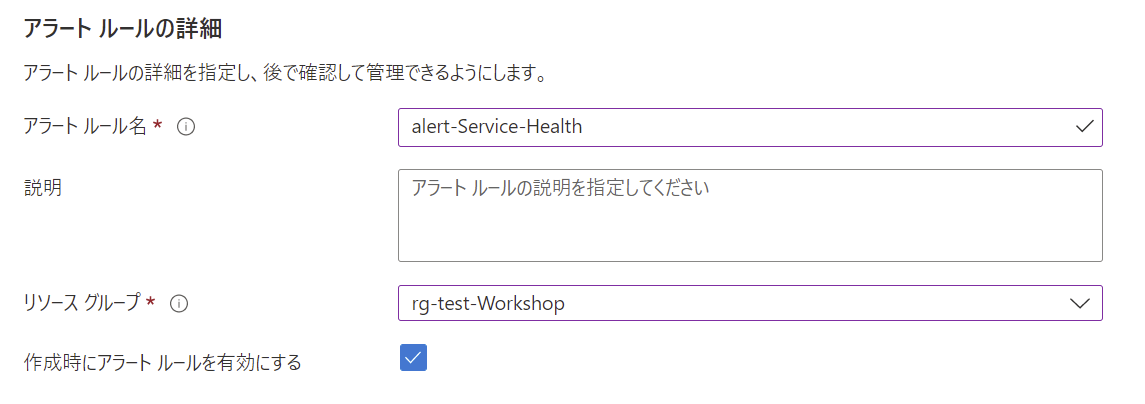 アラート ルールの詳細
アラート ルールの詳細を指定し、後で確認して管理できるようにします。
アラート ルール名 *
alert-Service-Health
説明
アラート ルールの説明を指定してください
リソース グループ *
rg-test-Workshop
作成時にアラート ルールを有効にする